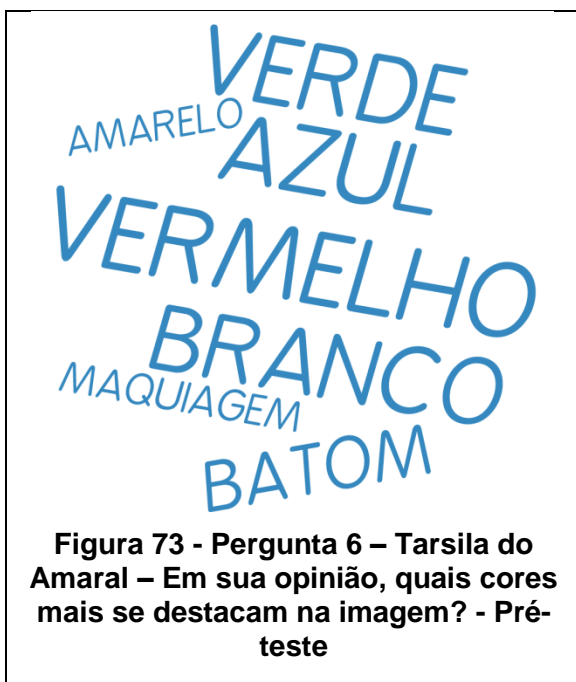 VERDE
AMARELO
AZUL
VERMELHO
BRANCO
MAQUIAGEM
BATOM
Figura 73 - Pergunta 6 – Tarsila do
Amaral – Em sua opinião, quais cores
mais se destacam na imagem? - Pré-
teste